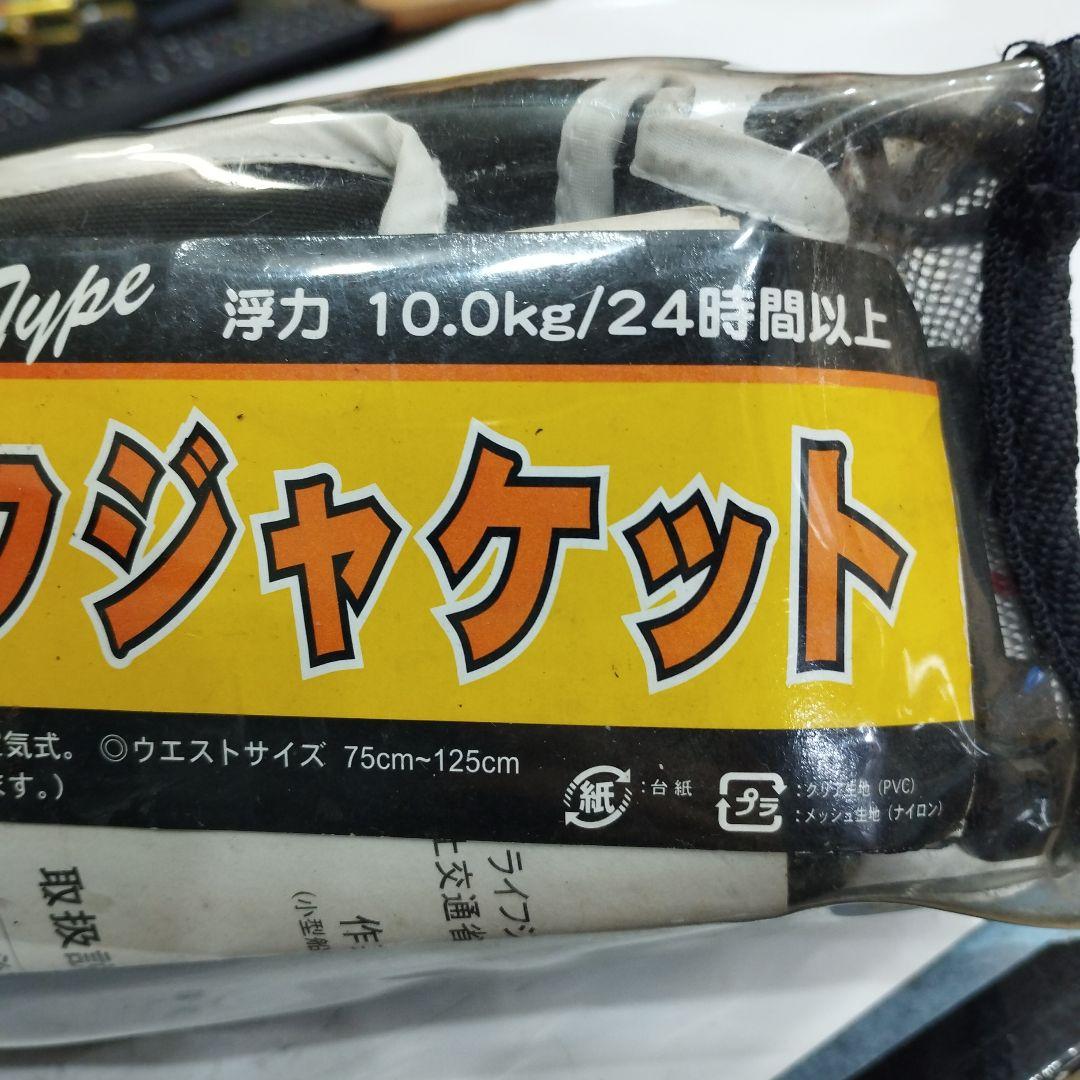 Type
浮力 10.0kg/24時間以上
フジャケット
気式。 ◎ウエストサイズ 75cm~125cm
ます。)
紙 :台紙
プラ :クリア生地 (PVC)
:メッシュ生地 (ナイロン)
ライフジ
土交通省
作
(小型船
取扱説